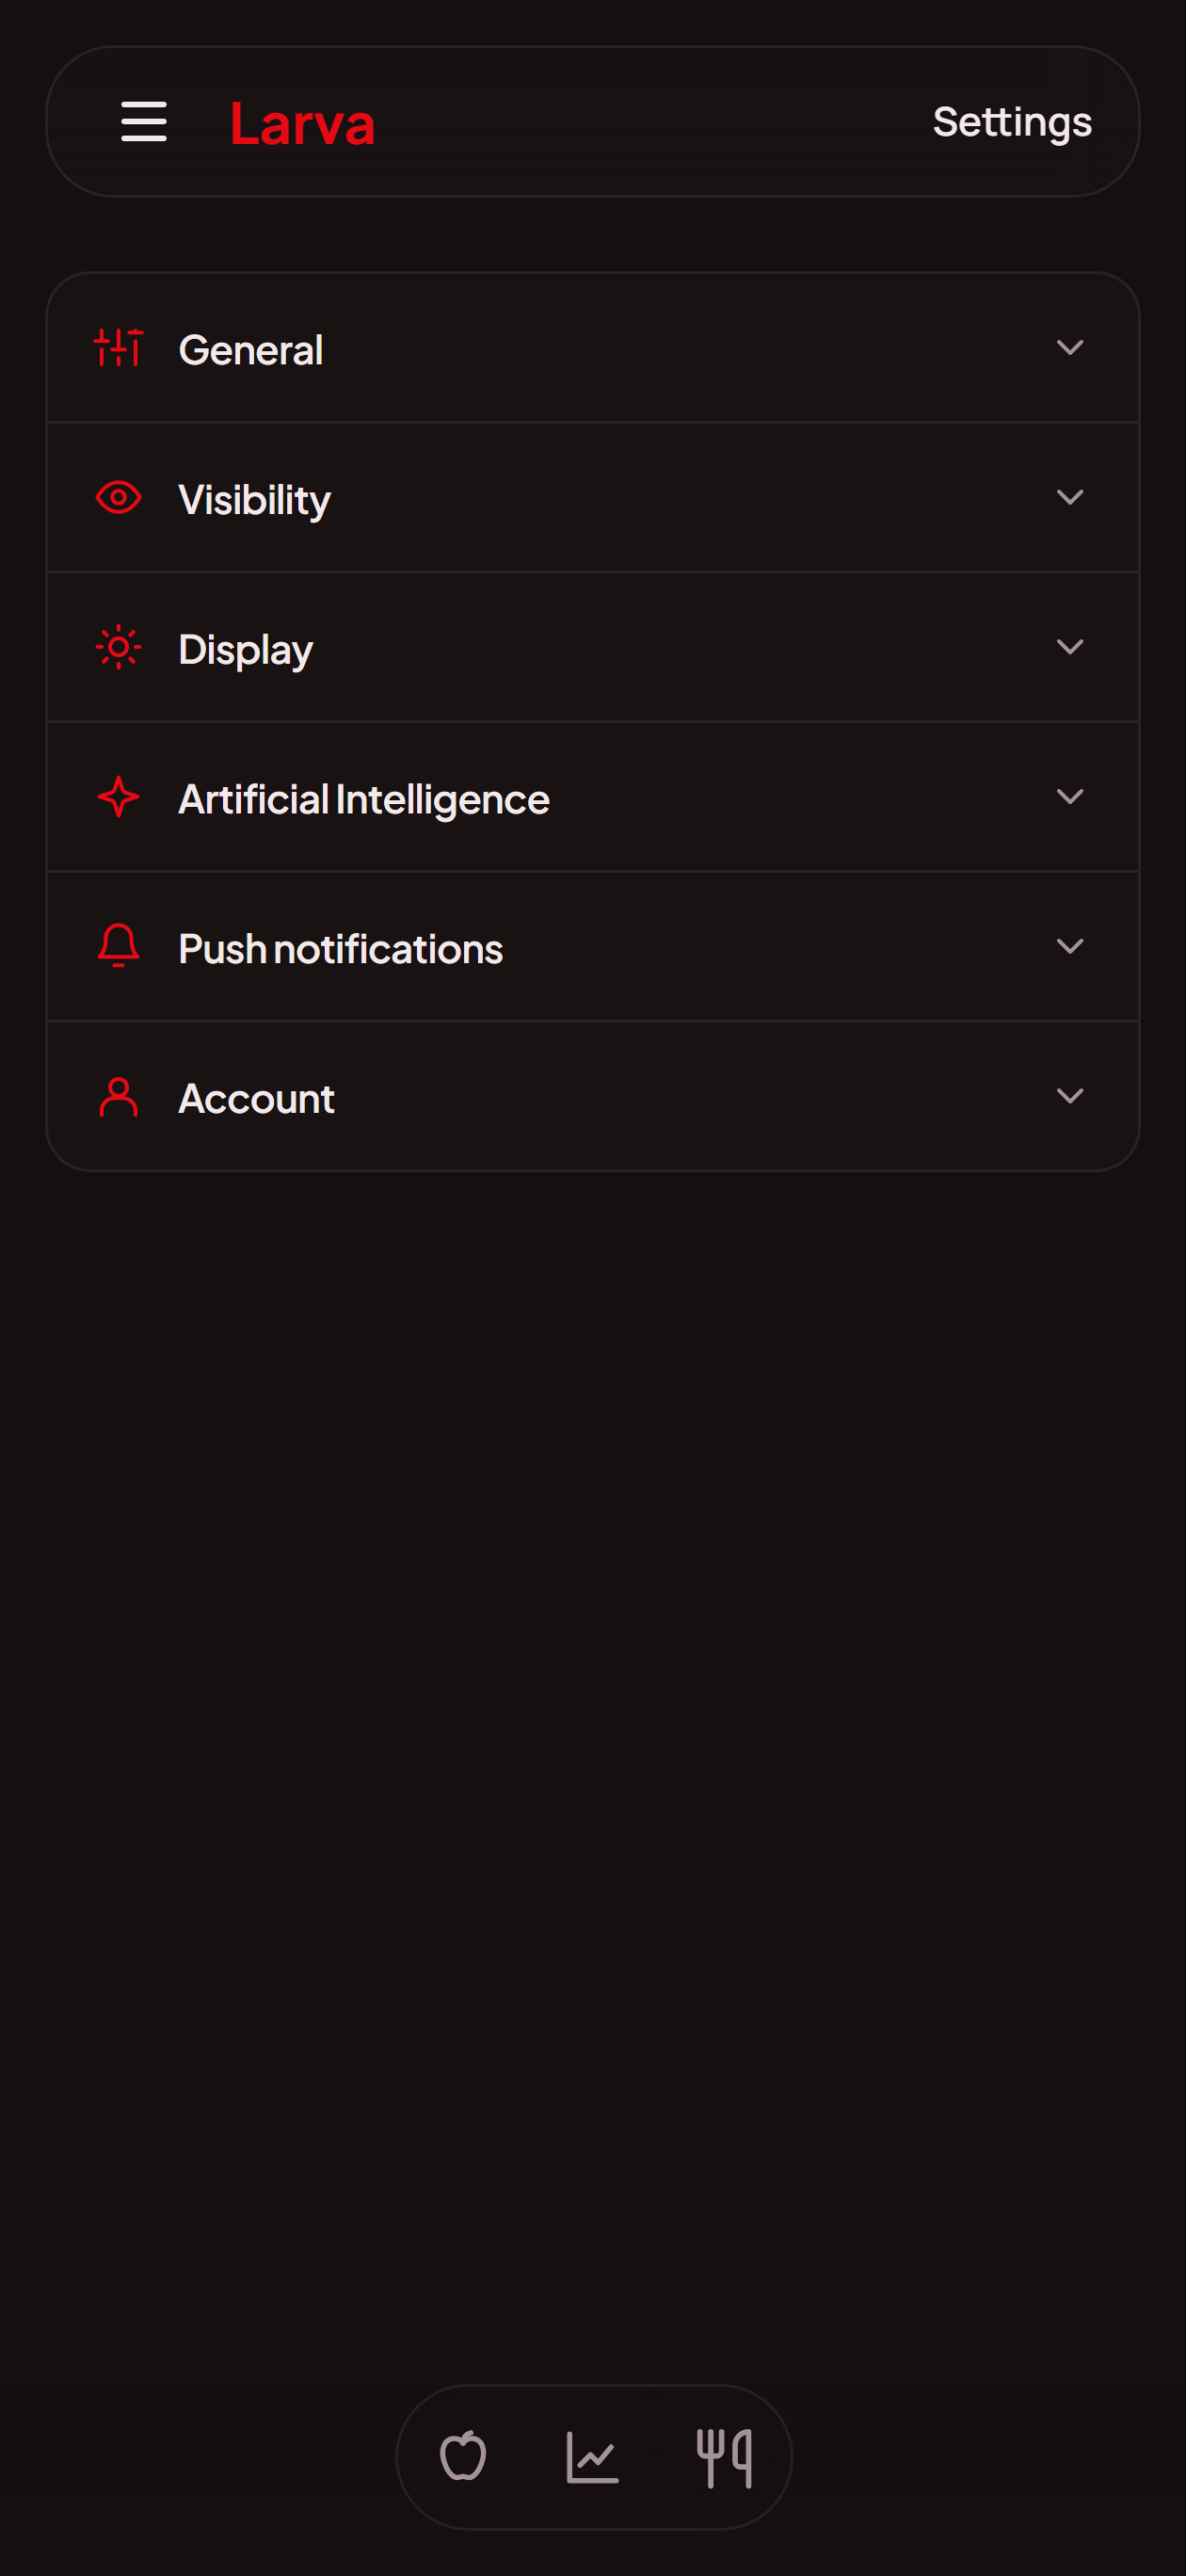 Larva
Settings
General
Visibility
Display
Artificial Intelligence
Push notifications
Account